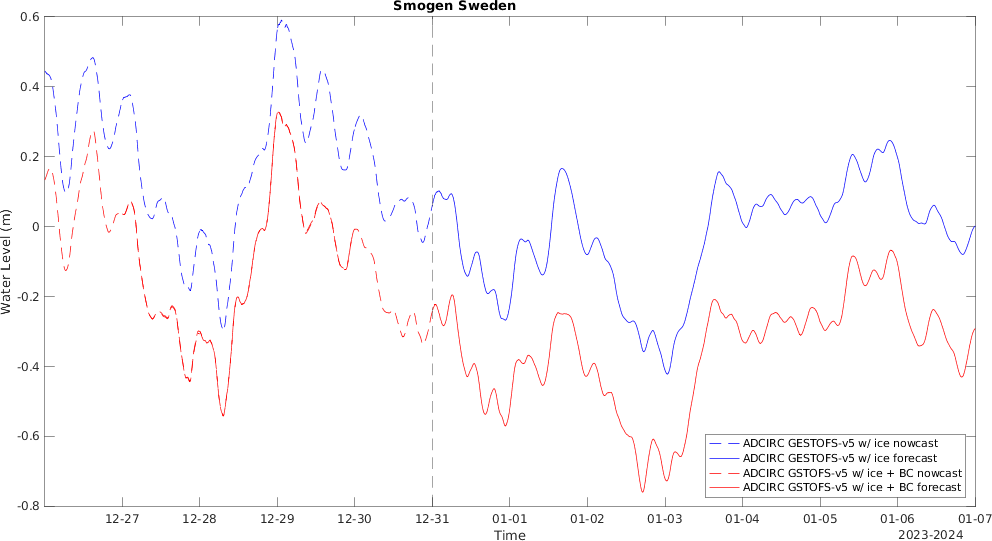 Smogen Sweden
0.6
0.4
0.2
0
-0.2
-0.4
-0.6
-0.8
Water Level (m)
ADCIRC GESTOFS-v5 w/ ice nowcast
ADCIRC GESTOFS-v5 w/ ice forecast
ADCIRC GSTOFS-v5 w/ ice + BC nowcast
ADCIRC GSTOFS-v5 w/ ice + BC forecast
12-27 12-28 12-29 12-30 12-31 01-01 01-02 01-03 01-04 01-05 01-06 01-07
Time
2023-2024